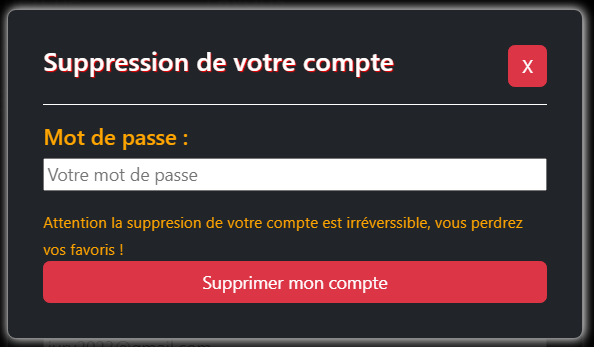 Suppression de votre compte
X
Mot de passe :
Votre mot de passe
Attention la suppresion de votre compte est irréverssible, vous perdrez
vos favoris !
Supprimer mon compte